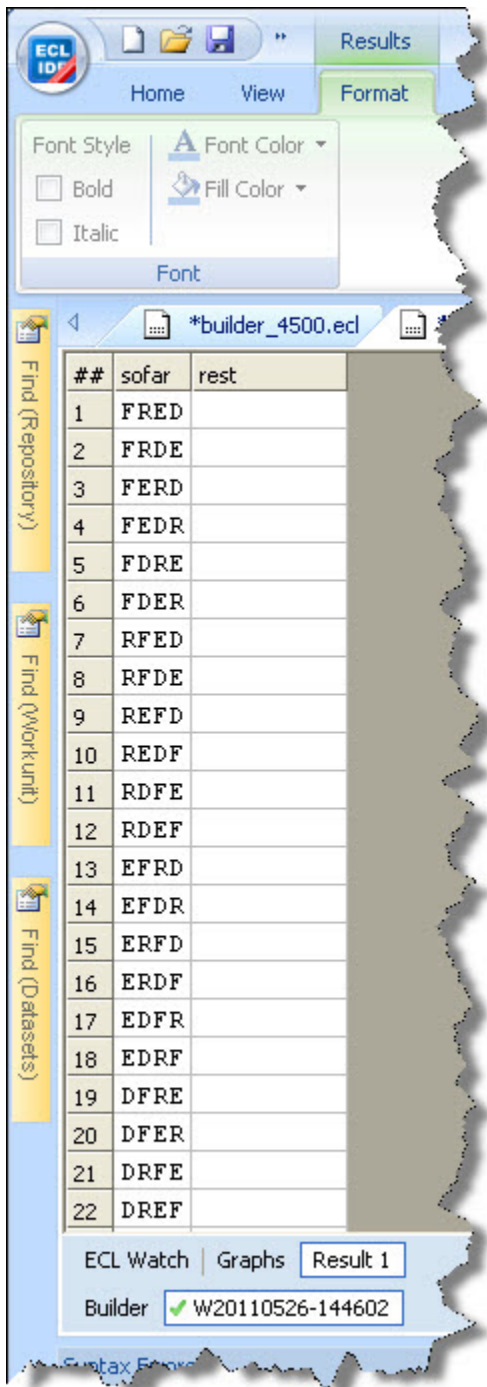 ECL
IDE
Results
Home View Format
Font Style
Font Color
Bold
Fill Color
Italic
Font
*builder_4500.ecl
Find (Repository)
Find (Workunit)
Find (Datasets)
## sofar rest
1 FRED
2 FRDE
3 FERD
4 FEDR
5 FDRE
6 FDER
7 RFED
8 RFDE
9 REFD
10 REDF
11 RDFE
12 RDEF
13 EFRD
14 EFDR
15 ERFD
16 ERDF
17 EDFR
18 EDRF
19 DFRE
20 DFER
21 DRFE
22 DREF
ECL Watch | Graphs Result 1
Builder W20110526-144602
Syntax